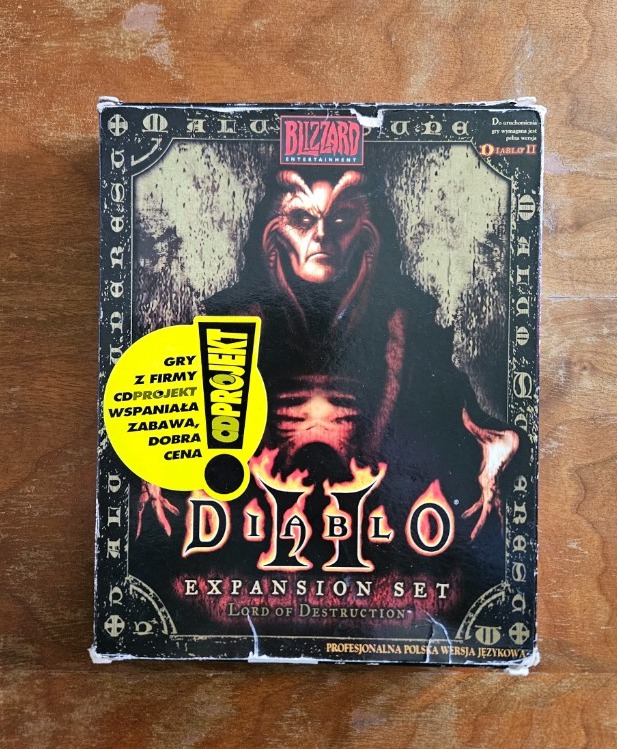 BLIZZARD
ENTERTAINMENT
Do uruchomienia
gry wymagana jest
pełna wersja
DIABLO II
GRY
Z FIRMY
CDPROJEKT
WSPANIAŁA
ZABAWA,
DOBRA
CENA
CDPROJEKT
DIABLO II
EXPANSION SET
LORD OF DESTRUCTION
PROFESJONALNA POLSKA WERSJA JĘZYKOWA